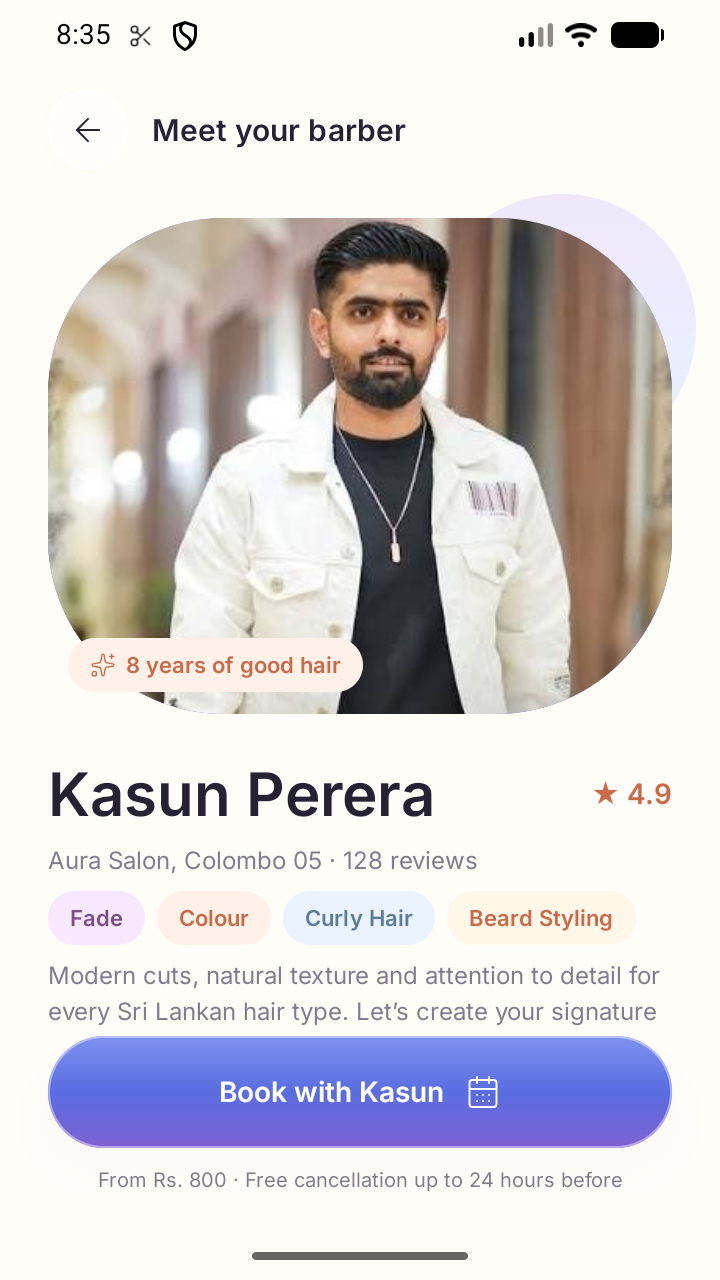 8:35
Meet your barber
8 years of good hair
Kasun Perera
★ 4.9
Aura Salon, Colombo 05 · 128 reviews
Fade Colour Curly Hair Beard Styling
Modern cuts, natural texture and attention to detail for
every Sri Lankan hair type. Let’s create your signature
Book with Kasun
From Rs. 800 · Free cancellation up to 24 hours before